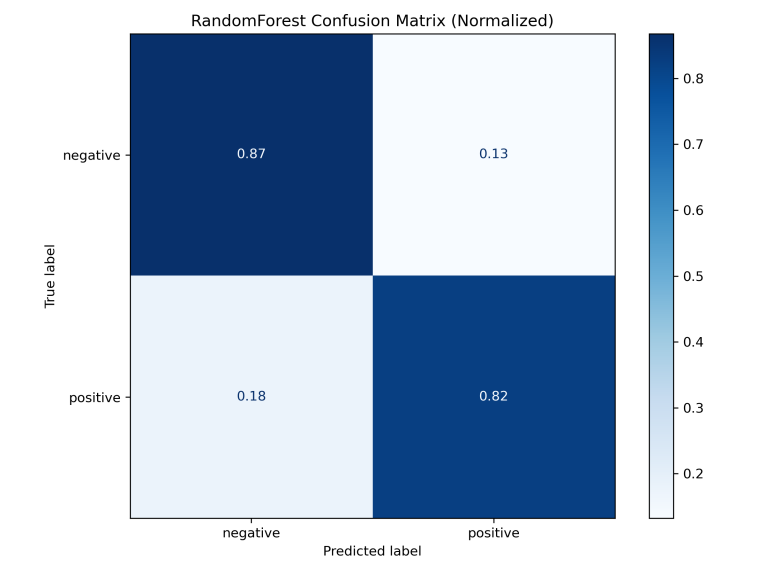 RandomForest Confusion Matrix (Normalized)
negative
0.87
0.13
True label
positive
0.18
0.82
negative
positive
Predicted label
0.8
0.7
0.6
0.5
0.4
0.3
0.2